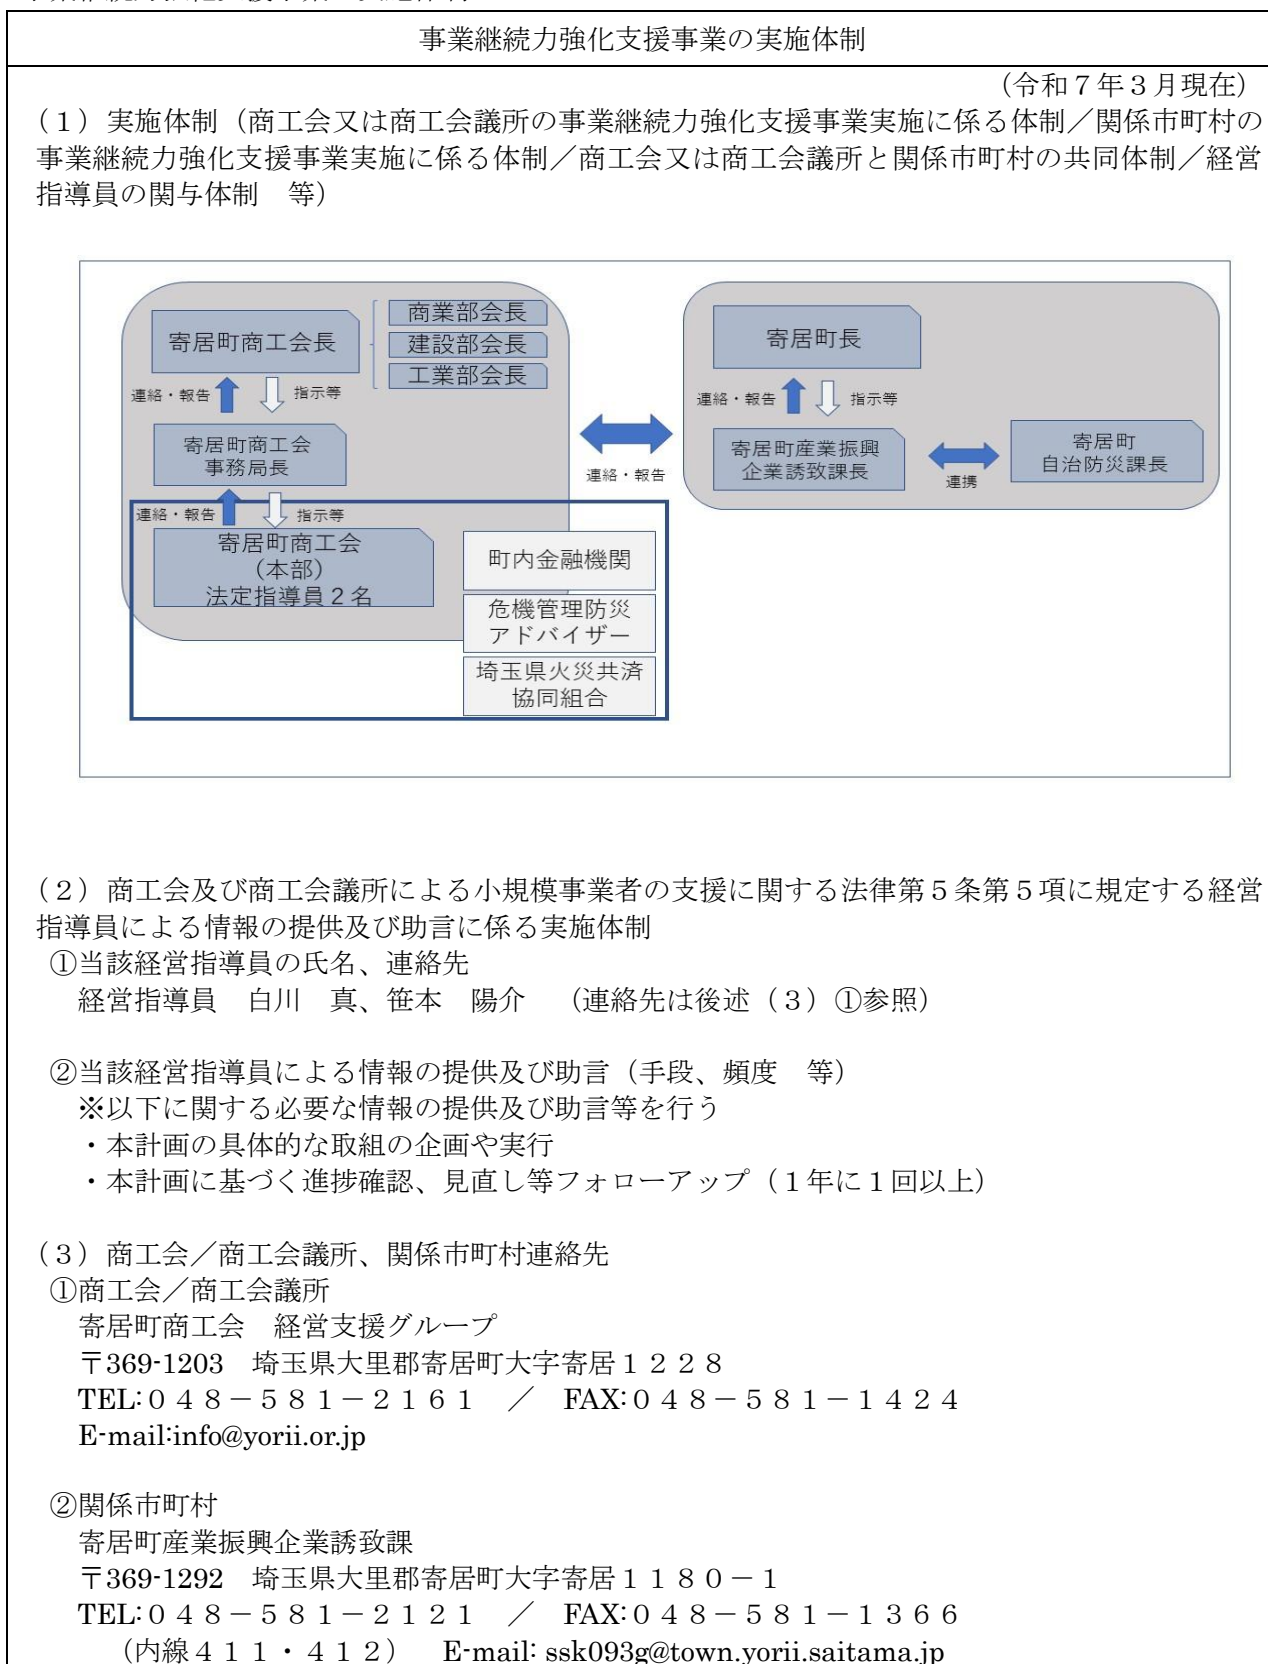 事業継続力強化支援事業の実施体制
（令和７年３月現在）
（１）実施体制（商工会又は商工会議所の事業継続力強化支援事業実施に係る体制／関係市町村の
事業継続力強化支援事業実施に係る体制／商工会又は商工会議所と関係市町村の共同体制／経営
指導員の関与体制　等）
寄居町商工会長
商業部会長
建設部会長
工業部会長
連絡・報告
指示等
寄居町商工会
事務局長
連絡・報告
指示等
寄居町商工会
（本部）
法定指導員２名
町内金融機関
危機管理防災
アドバイザー
埼玉県火災共済
協同組合
連絡・報告
寄居町長
連絡・報告
指示等
寄居町産業振興
企業誘致課長
連携
寄居町
自治防災課長
（２）商工会及び商工会議所による小規模事業者の支援に関する法律第５条第５項に規定する経営
指導員による情報の提供及び助言に係る実施体制
①当該経営指導員の氏名、連絡先
経営指導員　白川　真、笹本　陽介　（連絡先は後述（３）①参照）
②当該経営指導員による情報の提供及び助言（手段、頻度　等）
※以下に関する必要な情報の提供及び助言等を行う
・本計画の具体的な取組の企画や実行
・本計画に基づく進捗確認、見直し等フォローアップ（１年に１回以上）
（３）商工会／商工会議所、関係市町村連絡先
①商工会／商工会議所
寄居町商工会　経営支援グループ
〒369-1203　埼玉県大里郡寄居町大字寄居１２２８
TEL:０４８－５８１－２１６１　／　FAX:０４８－５８１－１４２４
E-mail:info@yorii.or.jp
②関係市町村
寄居町産業振興企業誘致課
〒369-1292　埼玉県大里郡寄居町大字寄居１１８０－１
TEL:０４８－５８１－２１２１　／　FAX:０４８－５８１－１３６６
（内線４１１・４１２）　E-mail: ssk093g@town.yorii.saitama.jp